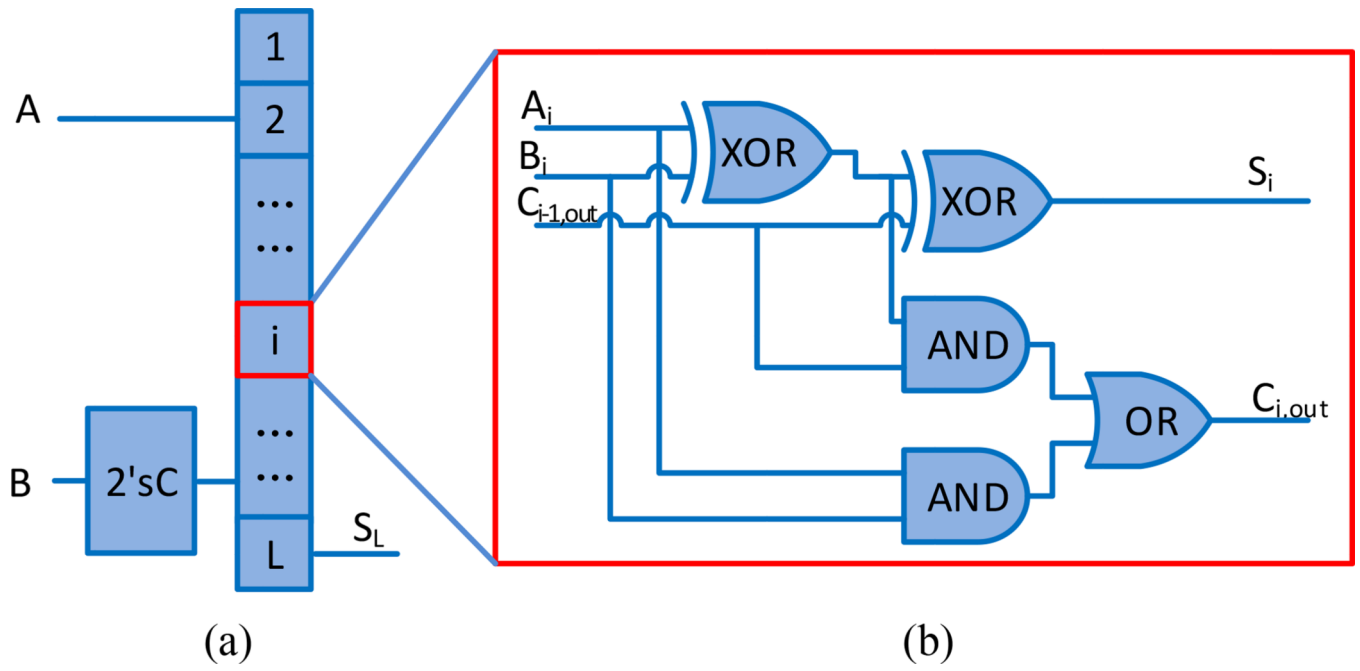 1
A
2
...
...
i
...
...
B
2'sC
L
S_L
(a)
A_i
B_i
C_i-1,out
XOR
XOR
S_i
AND
AND
OR
C_i,out
(b)